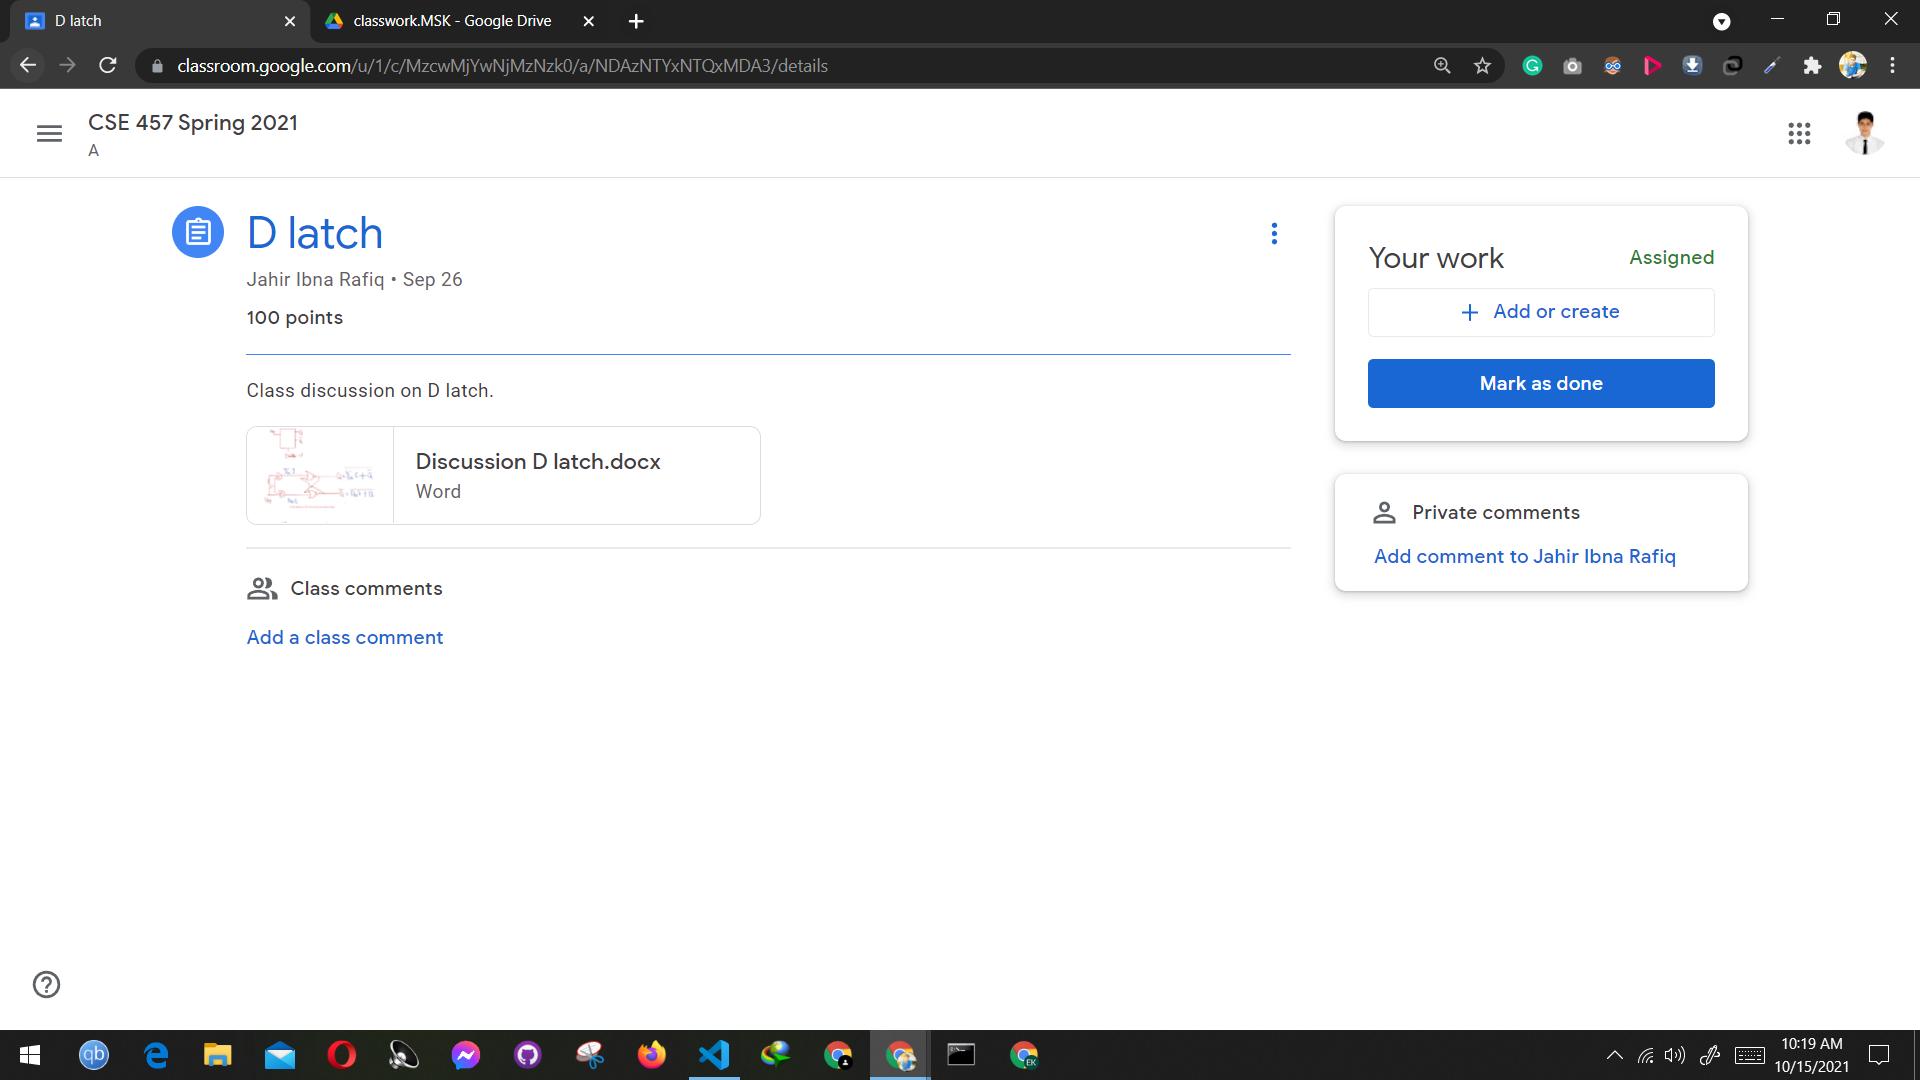 D latch
classwork.MSK - Google Drive
classroom.google.com/u/1/c/MzcwMjYwNjMzNzk0/a/NDAzNTYxNTQxMDA3/details
CSE 457 Spring 2021
A
D latch
Jahir Ibna Rafiq • Sep 26
100 points
Class discussion on D latch.
Discussion D latch.docx
Word
Class comments
Add a class comment
Your work
Assigned
Add or create
Mark as done
Private comments
Add comment to Jahir Ibna Rafiq
qb
EK
10:19 AM
10/15/2021